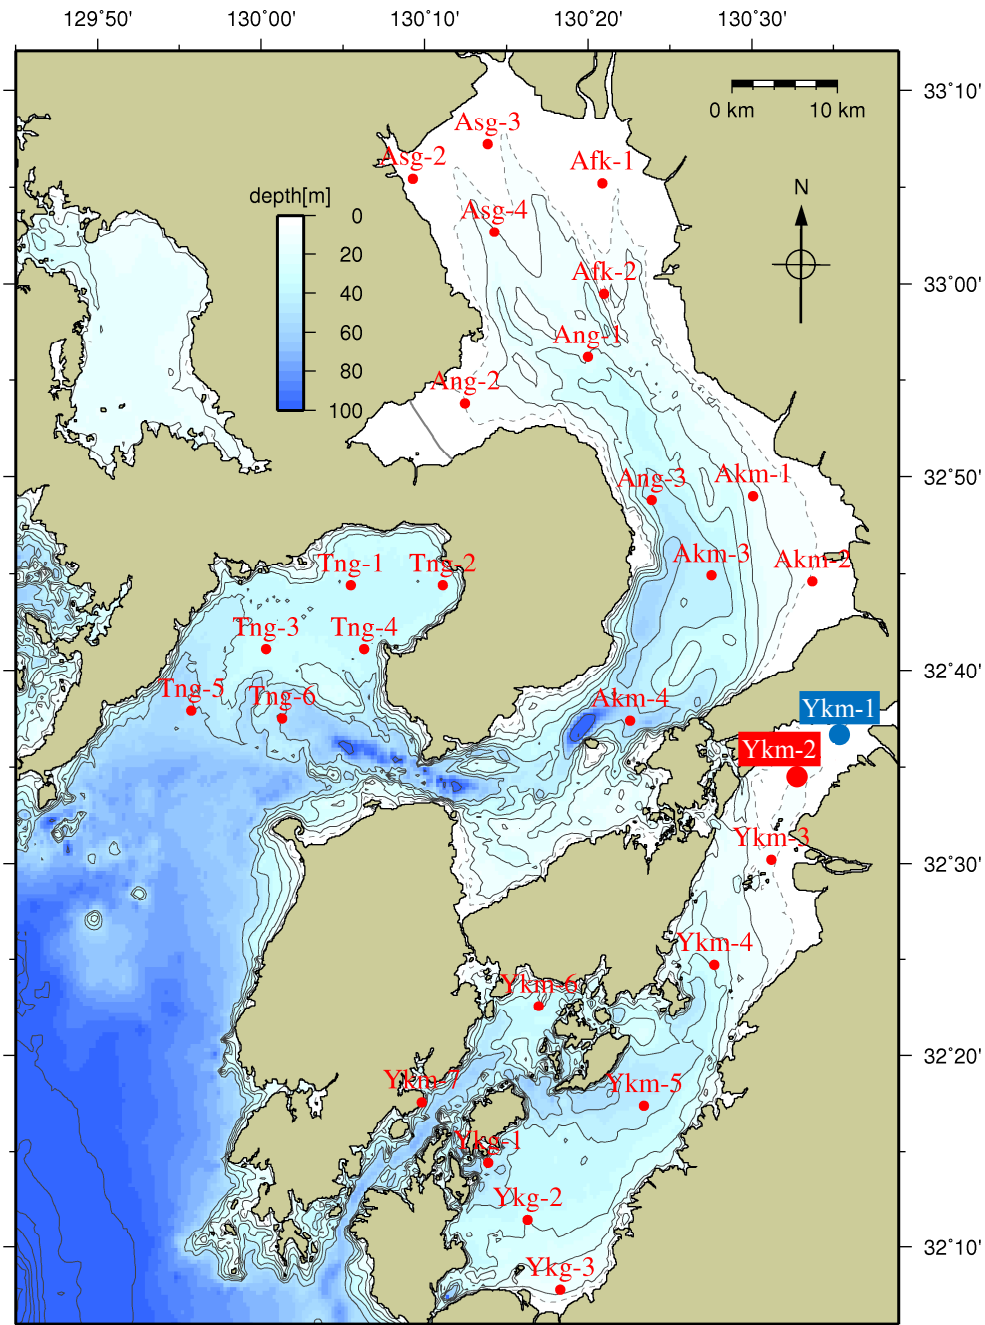 129˚50' 130˚00' 130˚10' 130˚20' 130˚30'
33˚10'
0 km 10 km
Asg-3
Asg-2
Afk-1
depth[m]
N
0
20
40
60
80
100
Asg-4
Afk-2
33˚00'
Ang-1
Ang-2
Ang-3
Akm-1
32˚50'
Akm-3
Akm-2
Tng-1
Tng-2
Tng-3
Tng-4
32˚40'
Tng-5
Tng-6
Akm-4
Ykm-1
Ykm-2
Ykm-3
32˚30'
Ykm-4
Ykm-6
32˚20'
Ykm-7
Ykm-5
Ykg-1
Ykg-2
32˚10'
Ykg-3